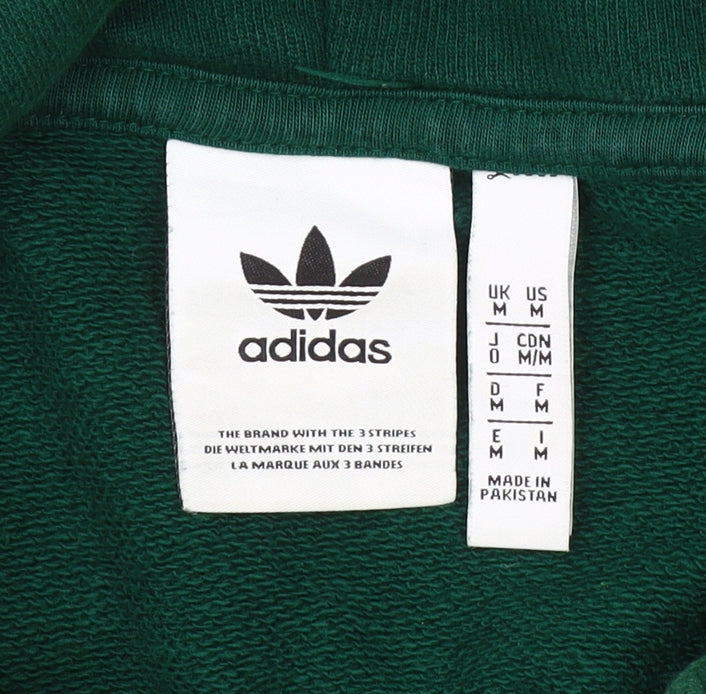 adidas
THE BRAND WITH THE 3 STRIPES
DIE WELTMARKE MIT DEN 3 STREIFEN
LA MARQUE AUX 3 BANDES
UK US
M M
J CDN
O M/M
D F
M M
E I
M M
MADE IN
PAKISTAN